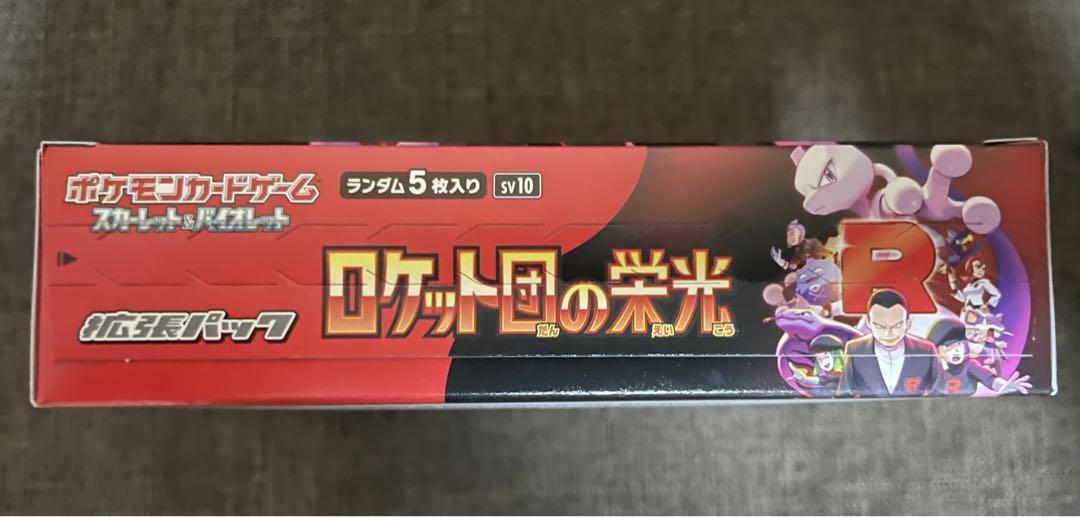 ポケモンカードゲーム
スカーレット&バイオレット
ランダム5枚入り
SV10
拡張パック
ロケット団の栄光
だん えい こう
R
R R